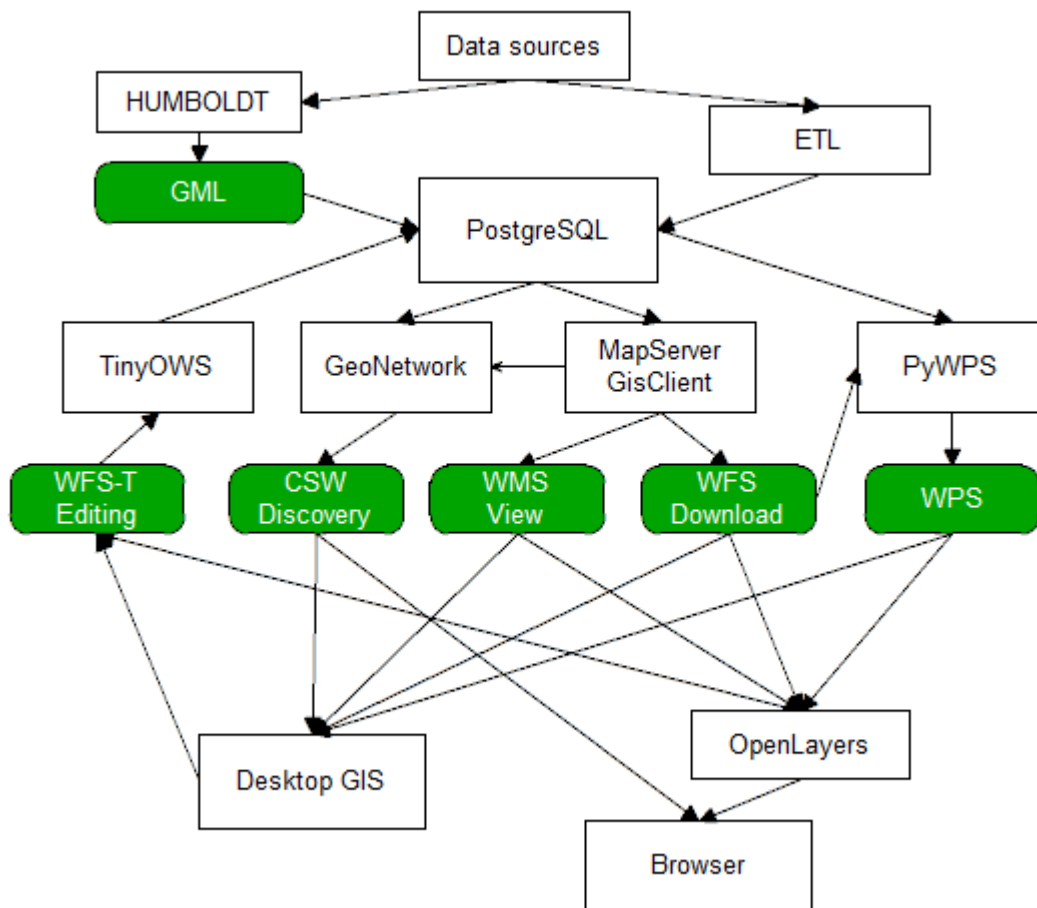 Data sources
HUMBOLDT
ETL
GML
PostgreSQL
TinyOWS
GeoNetwork
MapServer
GisClient
PyWPS
WFS-T
Editing
CSW
Discovery
WMS
View
WFS
Download
WPS
OpenLayers
Desktop GIS
Browser